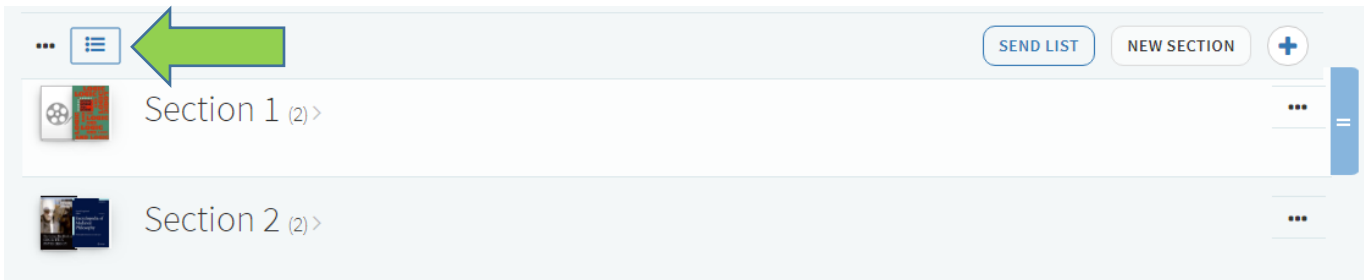 SEND LIST NEW SECTION
Section 1 (2)
Section 2 (2)